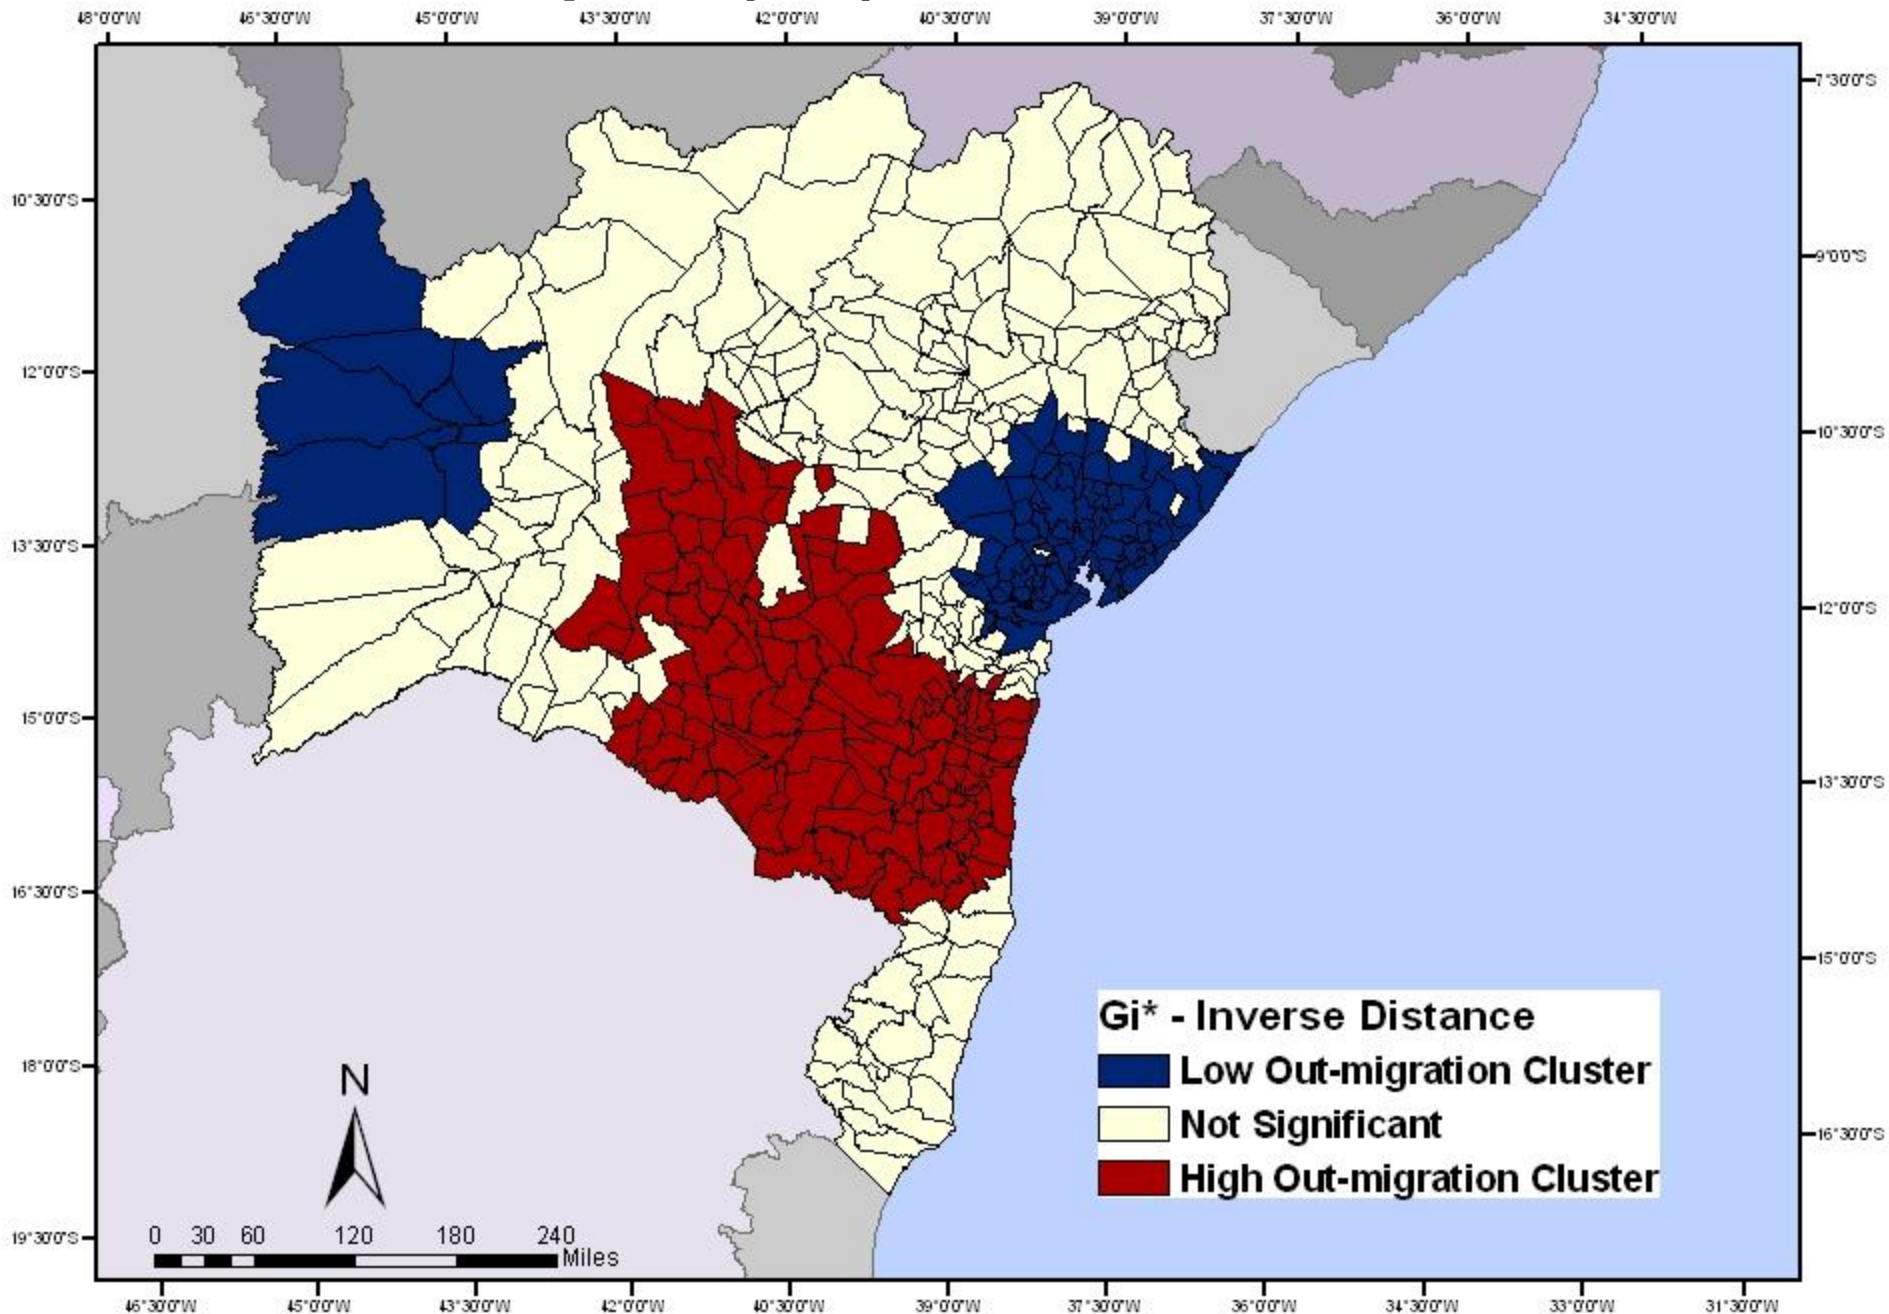 48°0'0"W 46°30'0"W 45°0'0"W 43°30'0"W 42°0'0"W 40°30'0"W 39°0'0"W 37°30'0"W 36°0'0"W 34°30'0"W
7°30'0"S
10°30'0"S
9°0'0"S
12°0'0"S
10°30'0"S
13°30'0"S
12°0'0"S
15°0'0"S
13°30'0"S
16°30'0"S
15°0'0"S
Gi* - Inverse Distance
Low Out-migration Cluster
Not Significant
High Out-migration Cluster
18°0'0"S
N
16°30'0"S
0 30 60 120 180 240
Miles
19°30'0"S
46°30'0"W 45°0'0"W 43°30'0"W 42°0'0"W 40°30'0"W 39°0'0"W 37°30'0"W 36°0'0"W 34°30'0"W 33°0'0"W 31°30'0"W